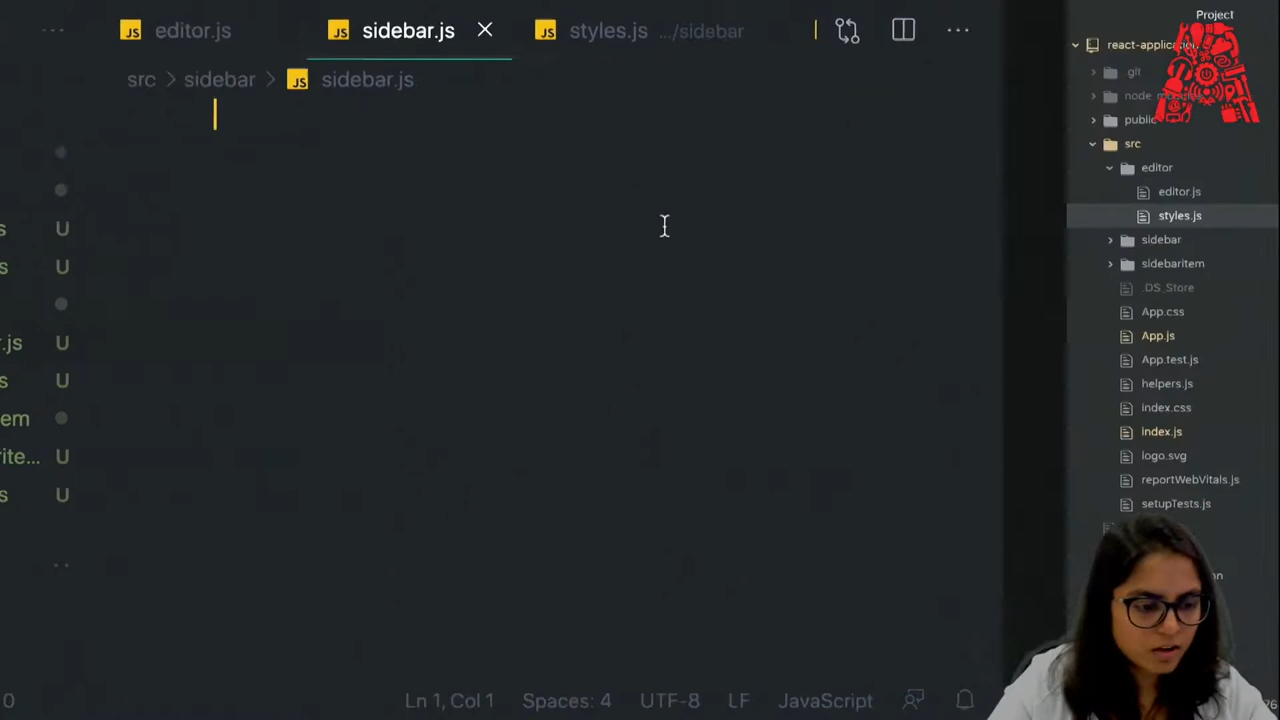 editor.js
sidebar.js
styles.js .../sidebar
src > sidebar > sidebar.js
s U
s U
.js U
s U
em
ite... U
s U
0
Ln 1, Col 1
Spaces: 4
UTF-8
LF
JavaScript
Project
react-application
.git
public
src
editor
editor.js
styles.js
sidebar
sidebaritem
.DS_Store
App.css
App.js
App.test.js
helpers.js
index.css
index.js
logo.svg
reportWebVitals.js
setupTests.js